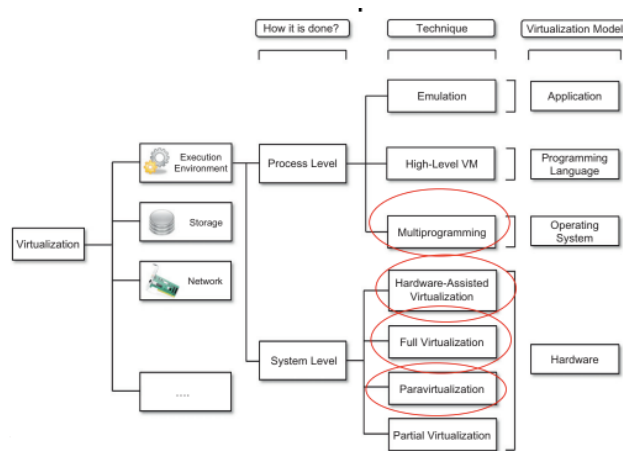 How it is done?
Technique
Virtualization Model
Emulation
Application
Execution
Environment
Process Level
High-Level VM
Programming
Language
Storage
Multiprogramming
Operating
System
Virtualization
Network
Hardware-Assisted
Virtualization
Full Virtualization
System Level
Hardware
....
Paravirtualization
Partial Virtualization